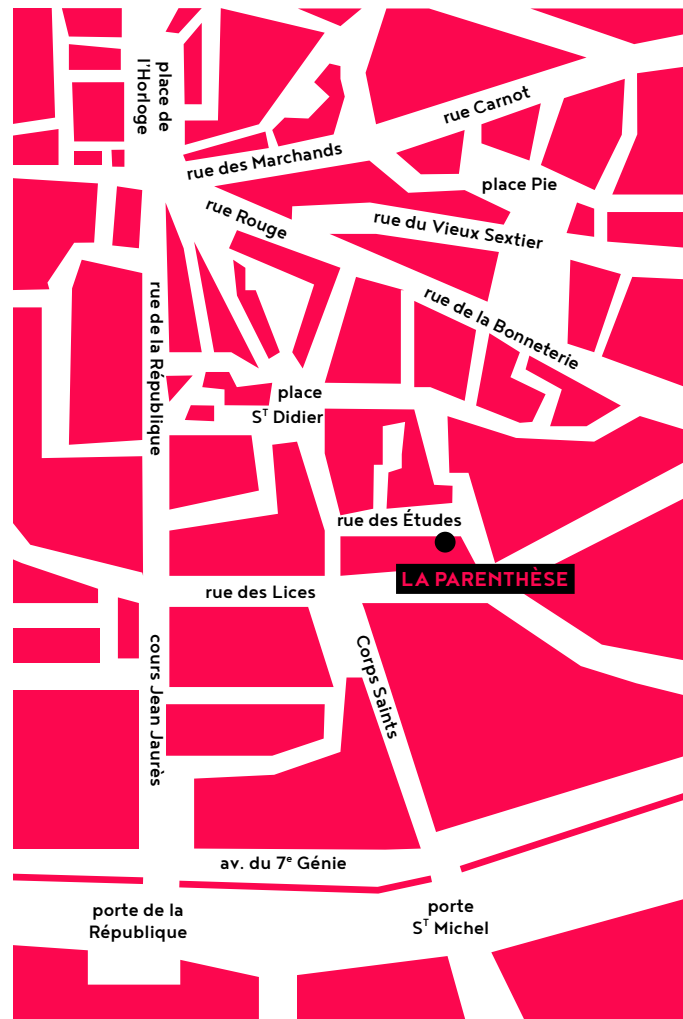 place de
l'Horloge
rue Carnot
rue des Marchands
place Pie
rue Rouge
rue du Vieux Sextier
rue de la République
rue de la Bonneterie
place
Sᵀ Didier
rue des Études
LA PARENTHÈSE
rue des Lices
cours Jean Jaurès
Corps Saints
av. du 7ᵉ Génie
porte de la
République
porte
Sᵀ Michel